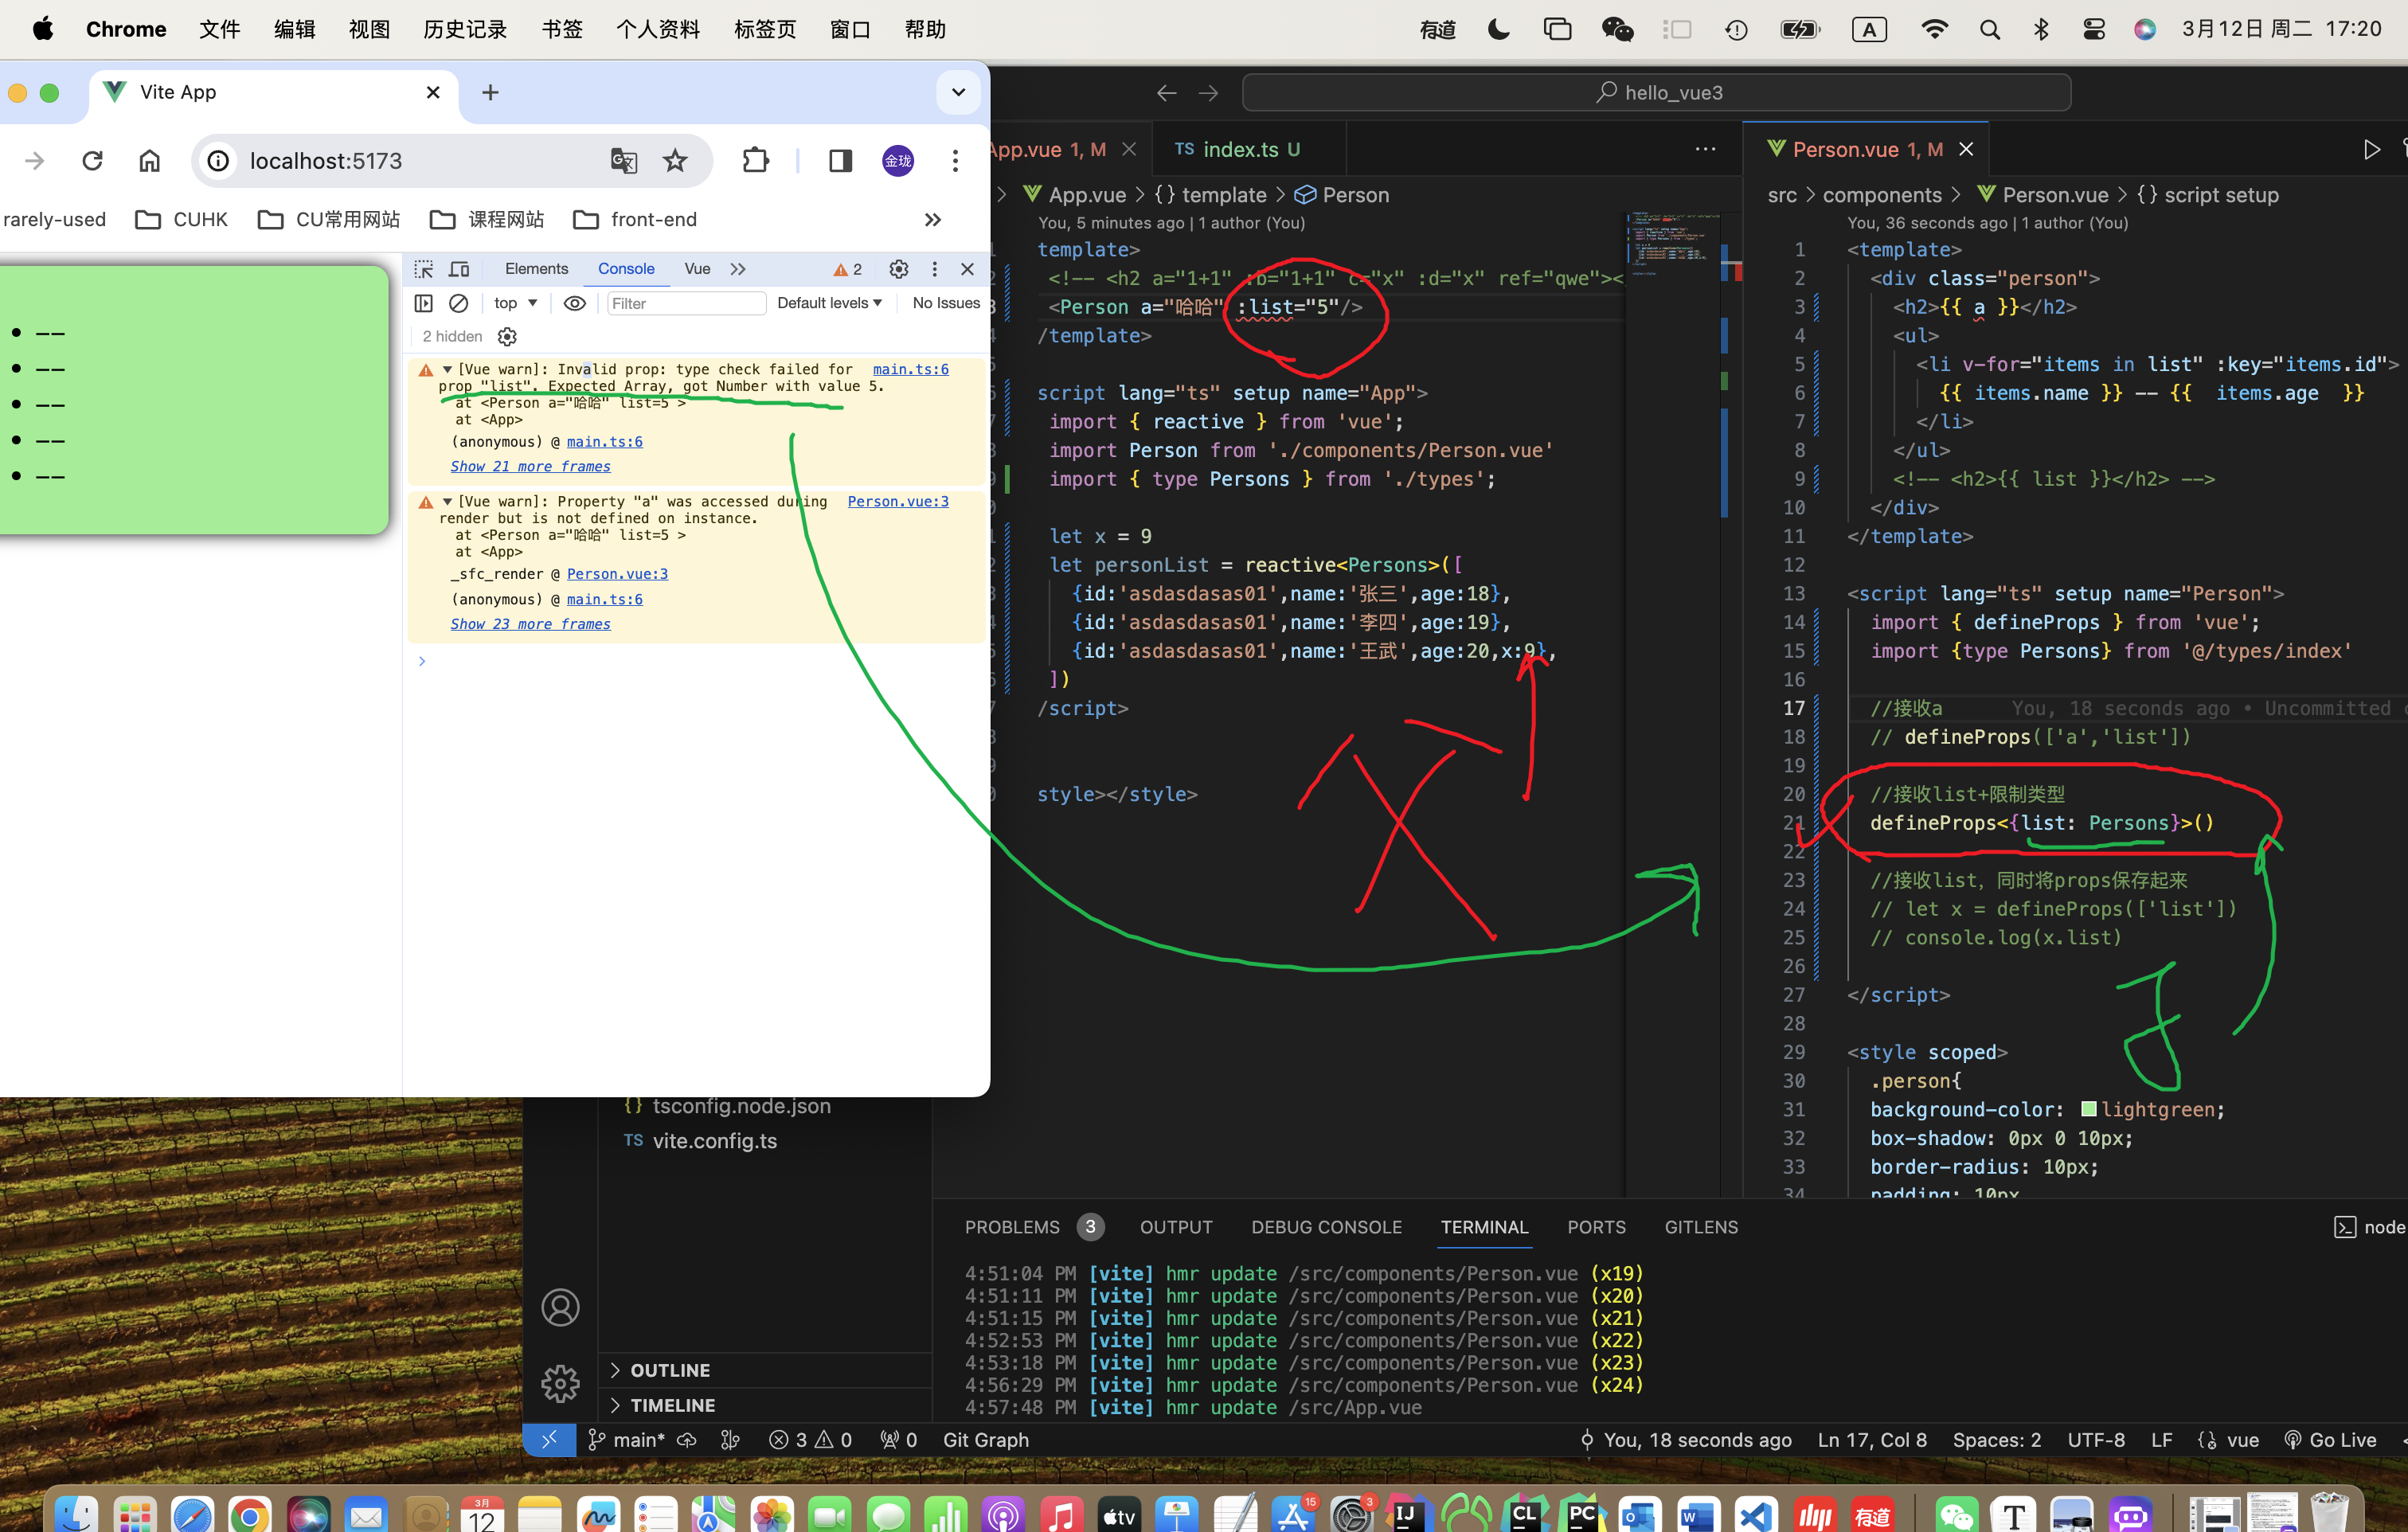 Chrome 文件 编辑 视图 历史记录 书签 个人资料 标签页 窗口 帮助 有道 A 3月12日 周二 17:20
Vite App
localhost:5173 金珑
rarely-used CUHK CU常用网站 课程网站 front-end
Elements Console Vue 2
top Filter Default levels No Issues
2 hidden
[Vue warn]: Invalid prop: type check failed for main.ts:6
prop "list". Expected Array, got Number with value 5.
at <Person a="哈哈" list=5 >
at <App>
(anonymous) @ main.ts:6
Show 21 more frames
[Vue warn]: Property "a" was accessed during Person.vue:3
render but is not defined on instance.
at <Person a="哈哈" list=5 >
at <App>
_sfc_render @ Person.vue:3
(anonymous) @ main.ts:6
Show 23 more frames
• --
• --
• --
• --
• --
hello_vue3
App.vue 1, M TS index.ts U
App.vue > {} template > Person
You, 5 minutes ago | 1 author (You)
template>
<!-- <h2 a="1+1" :b="1+1" c="x" :d="x" ref="qwe"><
<Person a="哈哈" :list="5"/>
/template>
script lang="ts" setup name="App">
import { reactive } from 'vue';
import Person from './components/Person.vue'
import { type Persons } from './types';
let x = 9
let personList = reactive<Persons>([
{id:'asdasdasas01',name:'张三',age:18},
{id:'asdasdasas01',name:'李四',age:19},
{id:'asdasdasas01',name:'王武',age:20,x:9},
])
/script>
style></style>
Person.vue 1, M
src > components > Person.vue > {} script setup
You, 36 seconds ago | 1 author (You)
1 <template>
2 <div class="person">
3 <h2>{{ a }}</h2>
4 <ul>
5 <li v-for="items in list" :key="items.id">
6 {{ items.name }} -- {{ items.age }}
7 </li>
8 </ul>
9 <!-- <h2>{{ list }}</h2> -->
10 </div>
11 </template>
12
13 <script lang="ts" setup name="Person">
14 import { defineProps } from 'vue';
15 import {type Persons} from '@/types/index'
16
17 //接收a You, 18 seconds ago • Uncommitted
18 // defineProps(['a','list'])
19
20 //接收list+限制类型
21 defineProps<{list: Persons}>()
22
23 //接收list, 同时将props保存起来
24 // let x = defineProps(['list'])
25 // console.log(x.list)
26
27 </script>
28
29 <style scoped>
30 .person{
31 background-color: lightgreen;
32 box-shadow: 0px 0 10px;
33 border-radius: 10px;
34 padding: 10px
{} tsconfig.node.json
TS vite.config.ts
OUTLINE
TIMELINE
PROBLEMS 3 OUTPUT DEBUG CONSOLE TERMINAL PORTS GITLENS node
4:51:04 PM [vite] hmr update /src/components/Person.vue (x19)
4:51:11 PM [vite] hmr update /src/components/Person.vue (x20)
4:51:15 PM [vite] hmr update /src/components/Person.vue (x21)
4:52:53 PM [vite] hmr update /src/components/Person.vue (x22)
4:53:18 PM [vite] hmr update /src/components/Person.vue (x23)
4:56:29 PM [vite] hmr update /src/components/Person.vue (x24)
4:57:48 PM [vite] hmr update /src/App.vue
main* 3 0 0 Git Graph You, 18 seconds ago Ln 17, Col 8 Spaces: 2 UTF-8 LF vue Go Live
3月 12 tv 15 3 IJ CL PC O W 有道 T